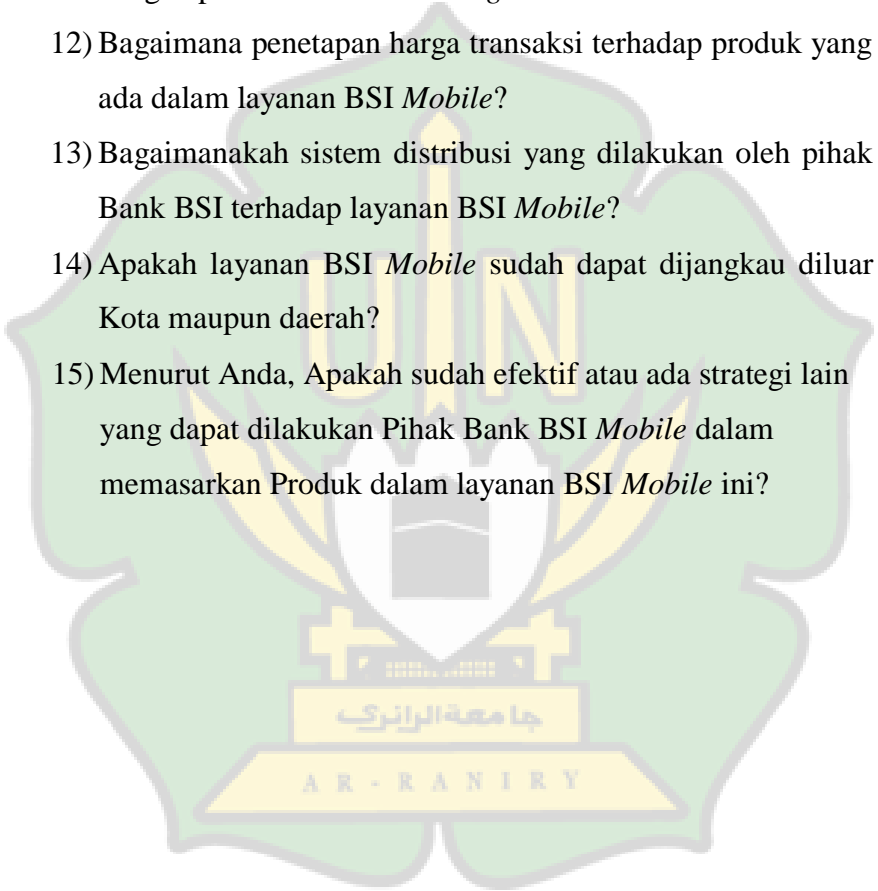 12) Bagaimana penetapan harga transaksi terhadap produk yang
ada dalam layanan BSI Mobile?
13) Bagaimanakah sistem distribusi yang dilakukan oleh pihak
Bank BSI terhadap layanan BSI Mobile?
14) Apakah layanan BSI Mobile sudah dapat dijangkau diluar
Kota maupun daerah?
15) Menurut Anda, Apakah sudah efektif atau ada strategi lain
yang dapat dilakukan Pihak Bank BSI Mobile dalam
memasarkan Produk dalam layanan BSI Mobile ini?
UIN
جامعة الرانري
AR-RANIRY